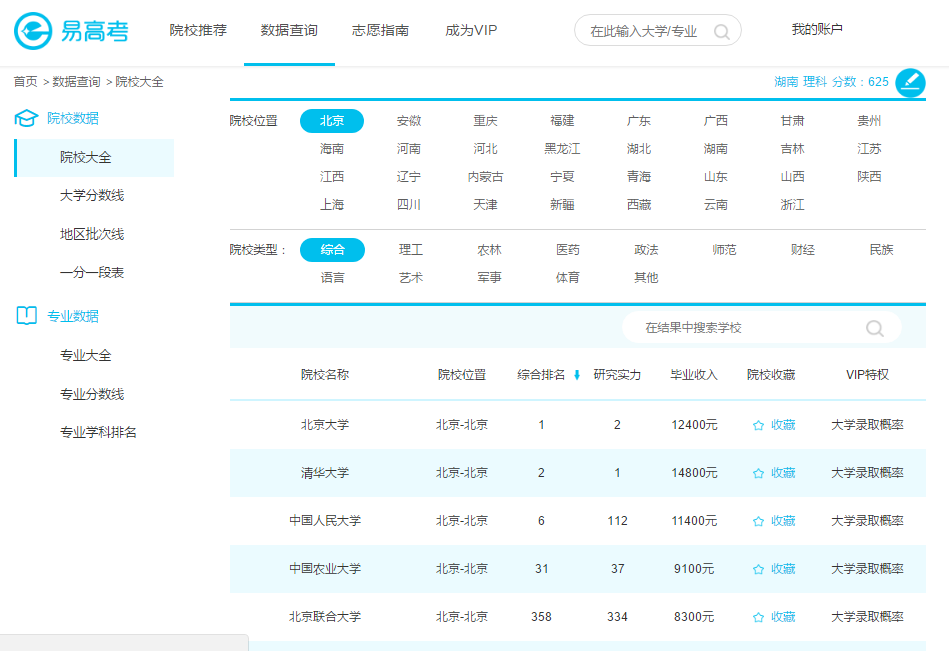 易高考 院校推荐 数据查询 志愿指南 成为VIP 在此输入大学/专业 我的账户
首页 >数据查询 >院校大全 湖南 理科 分数：625
院校数据
院校大全
大学分数线
地区批次线
一分一段表
专业数据
专业大全
专业分数线
专业学科排名
院校位置 北京 安徽 重庆 福建 广东 广西 甘肃 贵州
海南 河南 河北 黑龙江 湖北 湖南 吉林 江苏
江西 辽宁 内蒙古 宁夏 青海 山东 山西 陕西
上海 四川 天津 新疆 西藏 云南 浙江
院校类型： 综合 理工 农林 医药 政法 师范 财经 民族
语言 艺术 军事 体育 其他
在结果中搜索学校
院校名称 院校位置 综合排名 研究实力 毕业收入 院校收藏 VIP特权
北京大学 北京-北京 1 2 12400元 收藏 大学录取概率
清华大学 北京-北京 2 1 14800元 收藏 大学录取概率
中国人民大学 北京-北京 6 112 11400元 收藏 大学录取概率
中国农业大学 北京-北京 31 37 9100元 收藏 大学录取概率
北京联合大学 北京-北京 358 334 8300元 收藏 大学录取概率